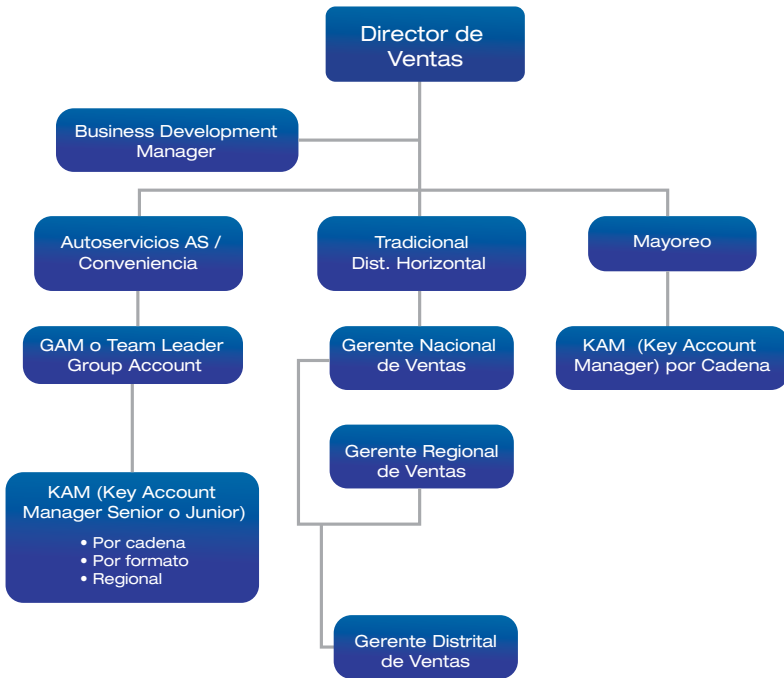 Director de
Ventas
Business Development
Manager
Autoservicios AS /
Conveniencia
Tradicional
Dist. Horizontal
Mayoreo
GAM o Team Leader
Group Account
Gerente Nacional
de Ventas
KAM (Key Account
Manager) por Cadena
Gerente Regional
de Ventas
KAM (Key Account
Manager Senior o Junior)
• Por cadena
• Por formato
• Regional
Gerente Distrital
de Ventas